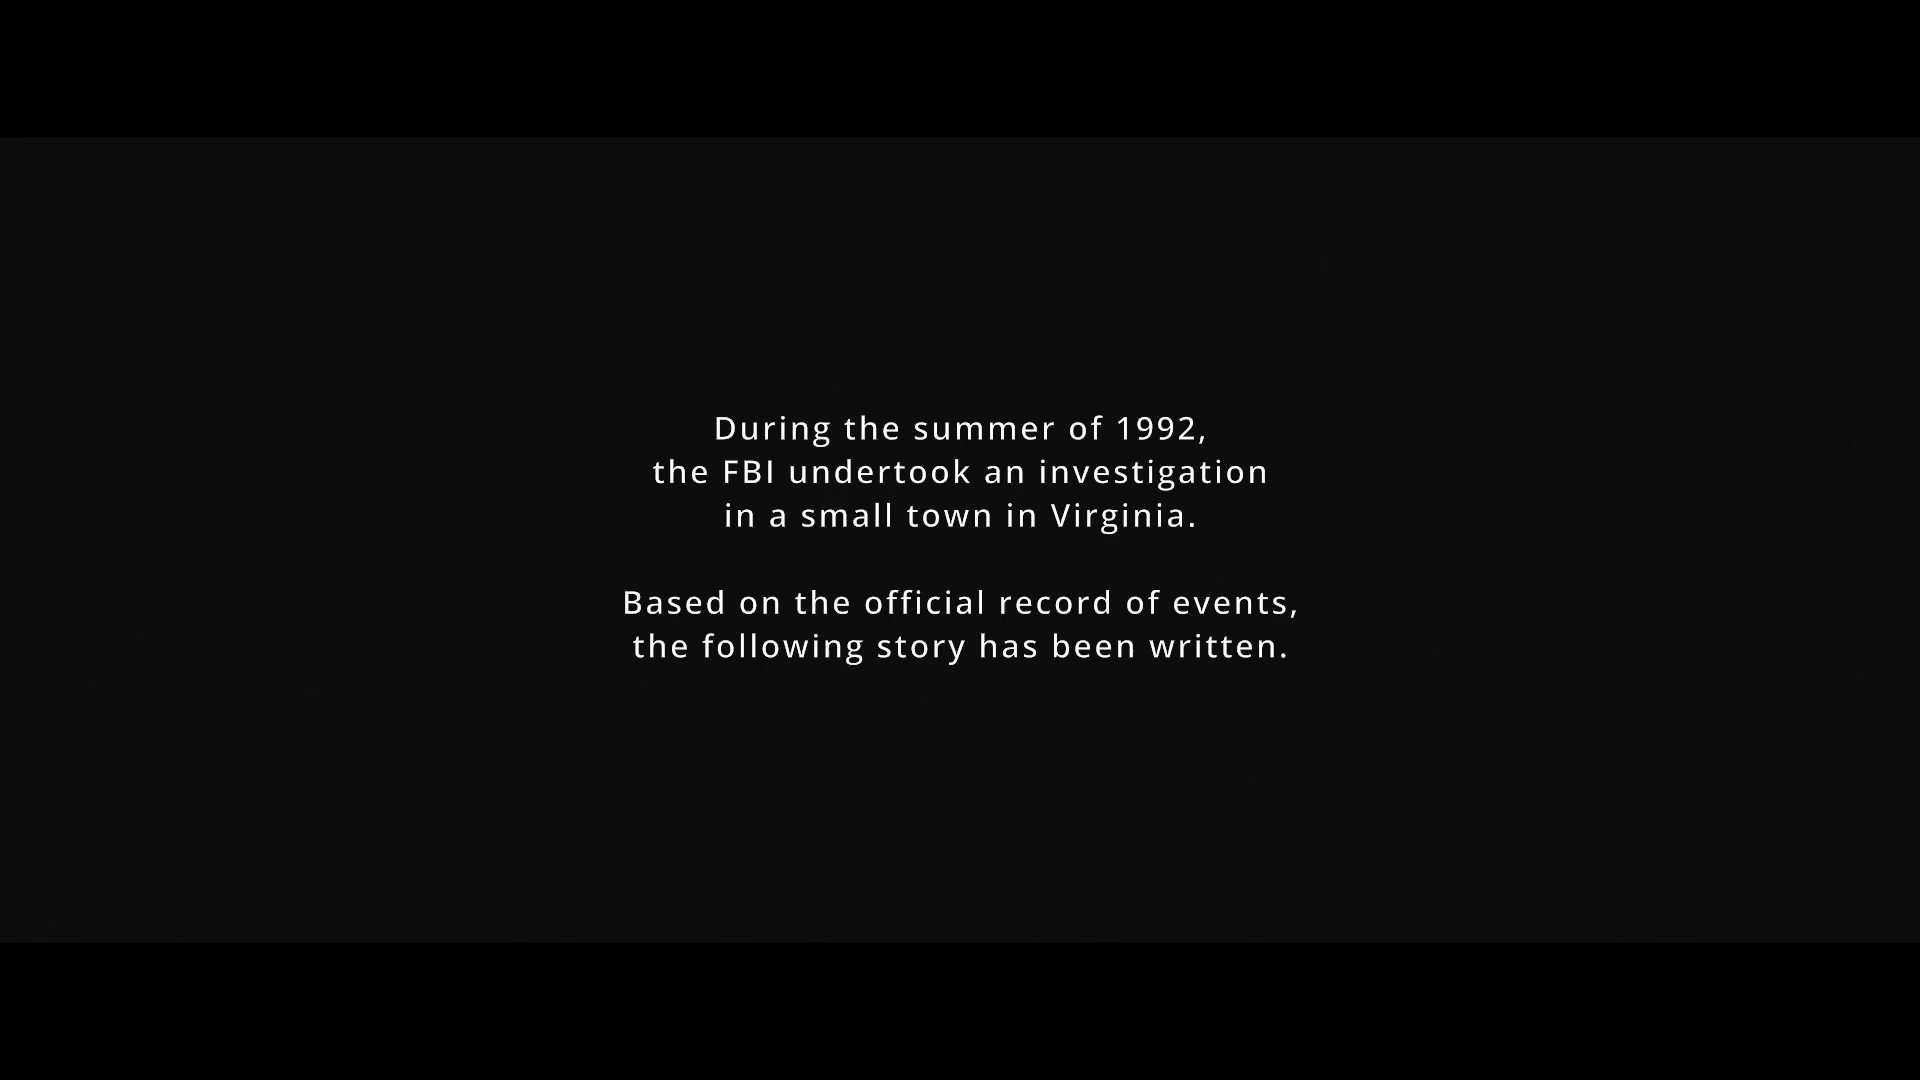 During the summer of 1992,
the FBI undertook an investigation
in a small town in Virginia.
Based on the official record of events,
the following story has been written.